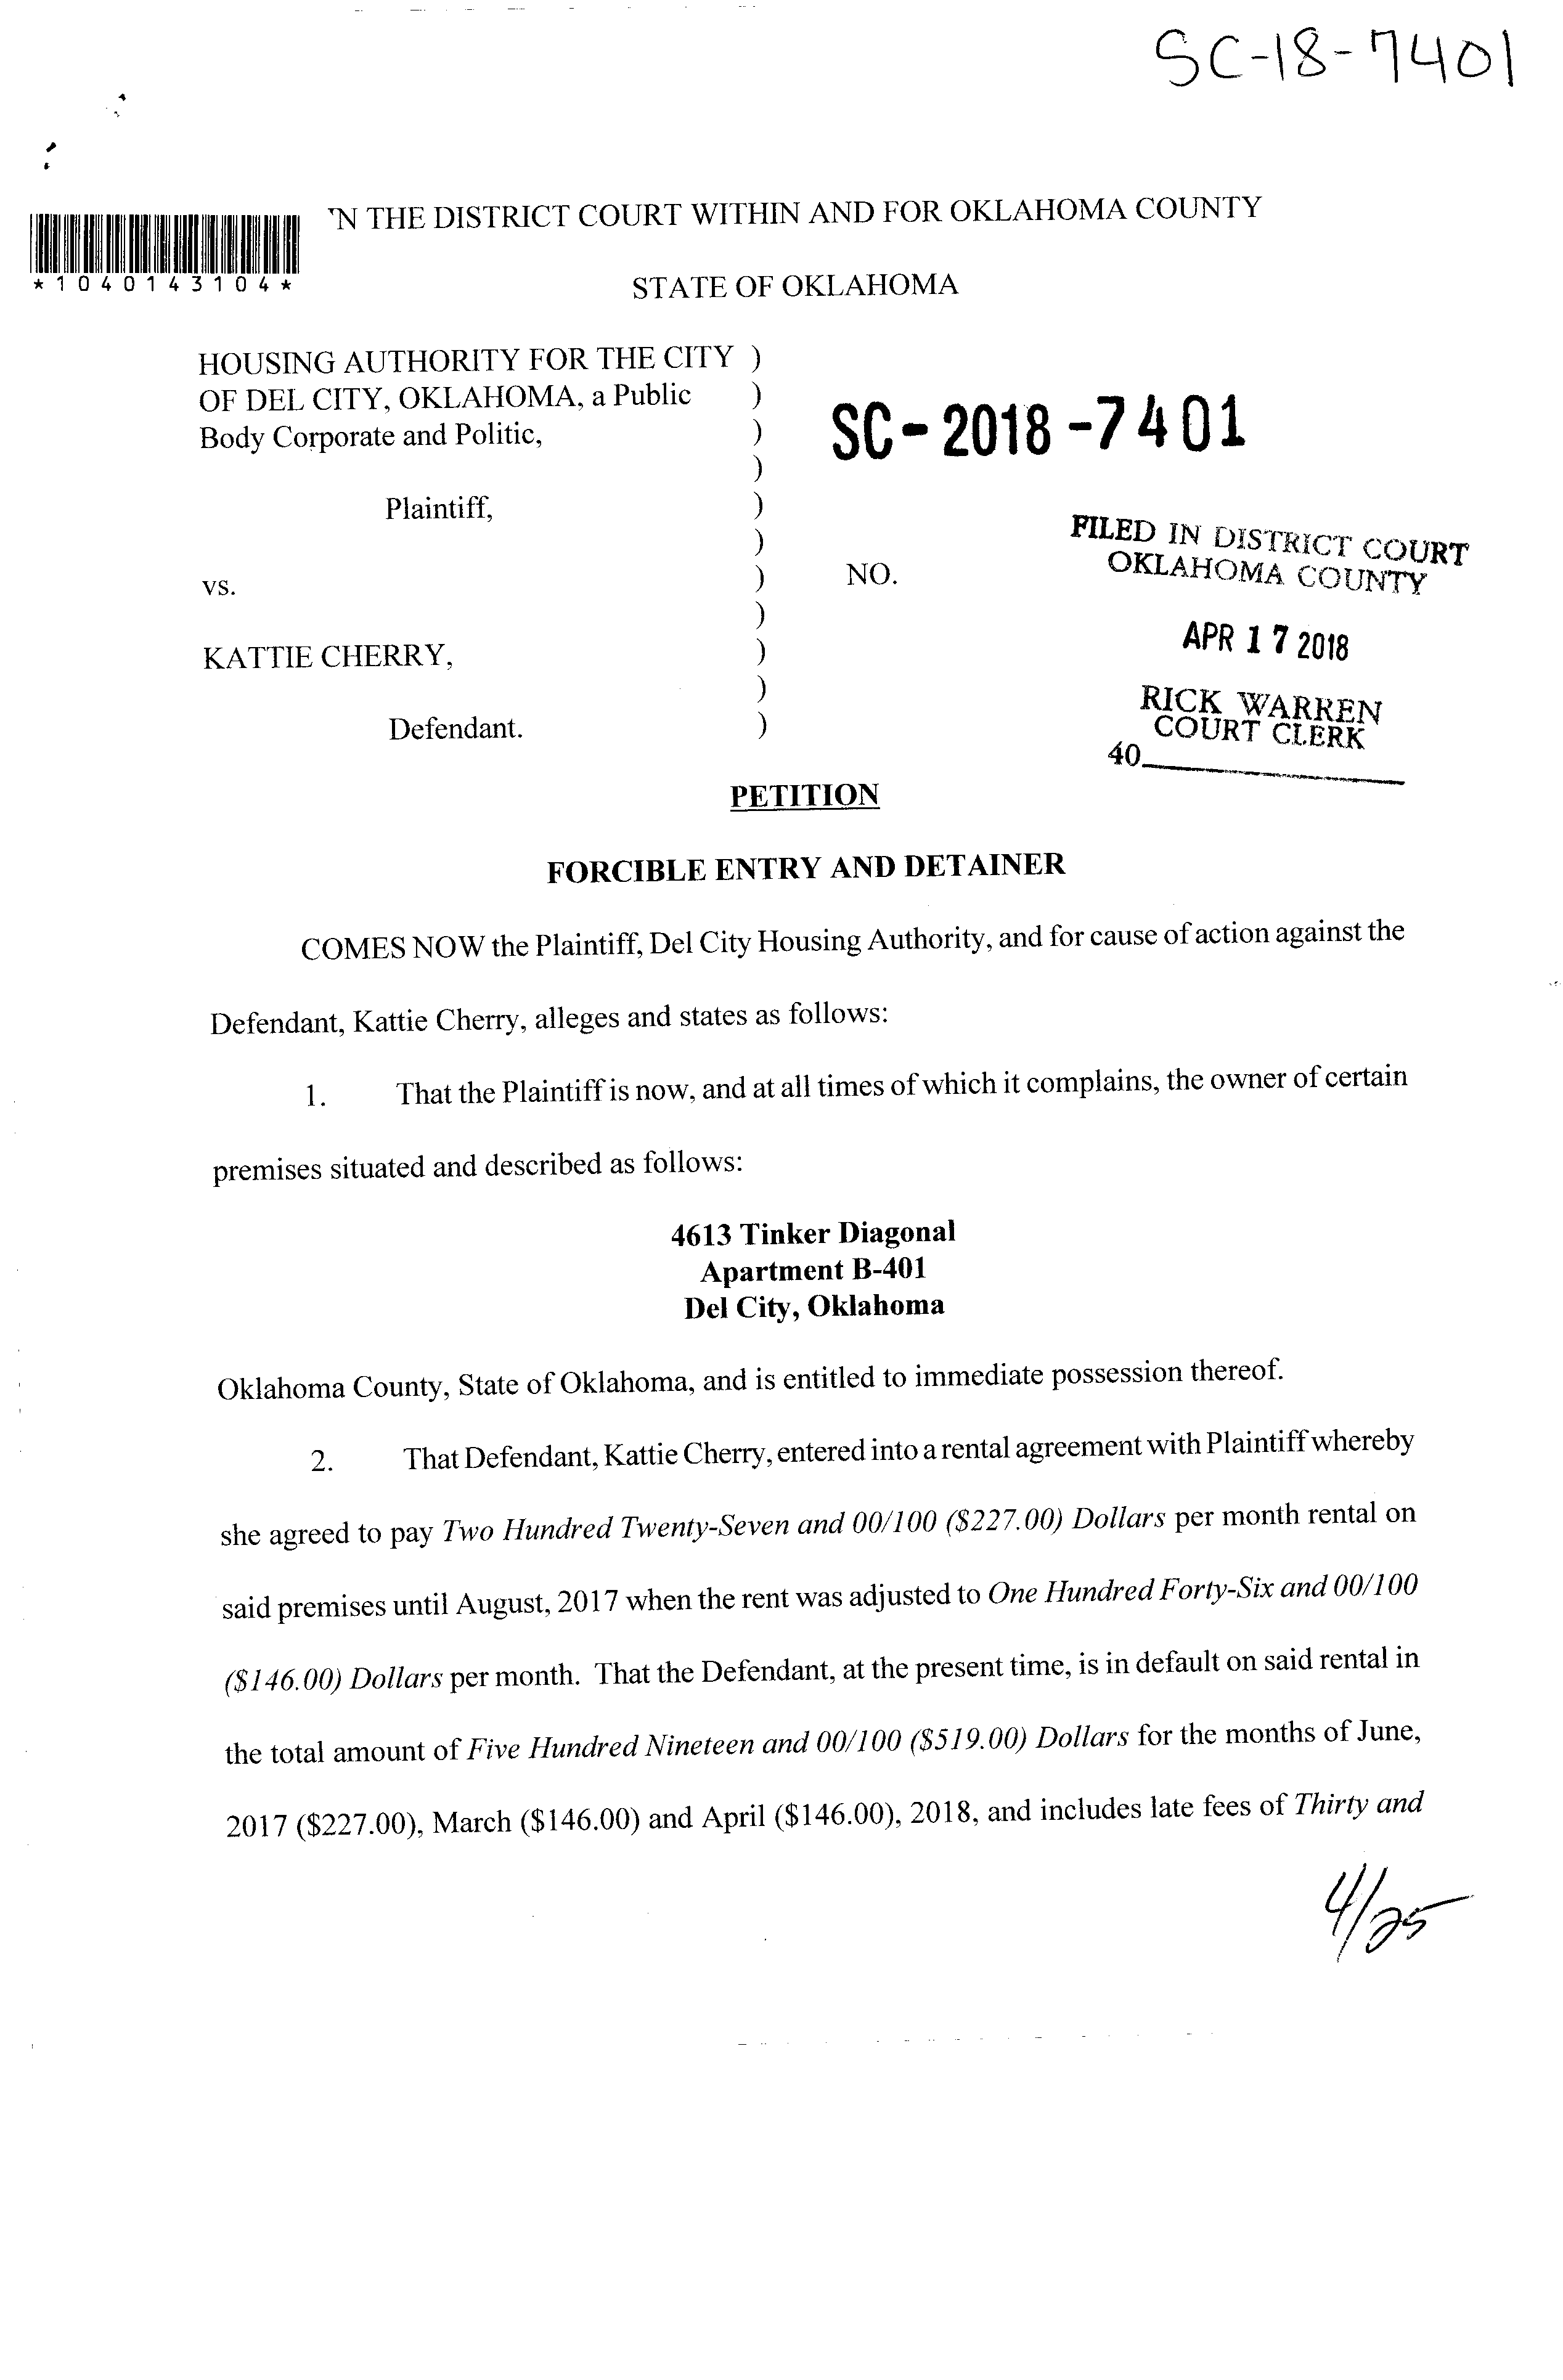 SC-18-7401
'N THE DISTRICT COURT WITHIN AND FOR OKLAHOMA COUNTY
*1040143104*
STATE OF OKLAHOMA
HOUSING AUTHORITY FOR THE CITY )
OF DEL CITY, OKLAHOMA, a Public )
Body Corporate and Politic, )
)
Plaintiff, )
)
vs. )
)
KATTIE CHERRY, )
)
Defendant. )
SC-2018-7401
NO.
FILED IN DISTRICT COURT
OKLAHOMA COUNTY
APR 17 2018
RICK WARREN
COURT CLERK
40
PETITION
FORCIBLE ENTRY AND DETAINER
COMES NOW the Plaintiff, Del City Housing Authority, and for cause of action against the
Defendant, Kattie Cherry, alleges and states as follows:
1. That the Plaintiff is now, and at all times of which it complains, the owner of certain
premises situated and described as follows:
4613 Tinker Diagonal
Apartment B-401
Del City, Oklahoma
Oklahoma County, State of Oklahoma, and is entitled to immediate possession thereof.
2. That Defendant, Kattie Cherry, entered into a rental agreement with Plaintiff whereby
she agreed to pay Two Hundred Twenty-Seven and 00/100 ($227.00) Dollars per month rental on
said premises until August, 2017 when the rent was adjusted to One Hundred Forty-Six and 00/100
($146.00) Dollars per month. That the Defendant, at the present time, is in default on said rental in
the total amount of Five Hundred Nineteen and 00/100 ($519.00) Dollars for the months of June,
2017 ($227.00), March ($146.00) and April ($146.00), 2018, and includes late fees of Thirty and
4/25